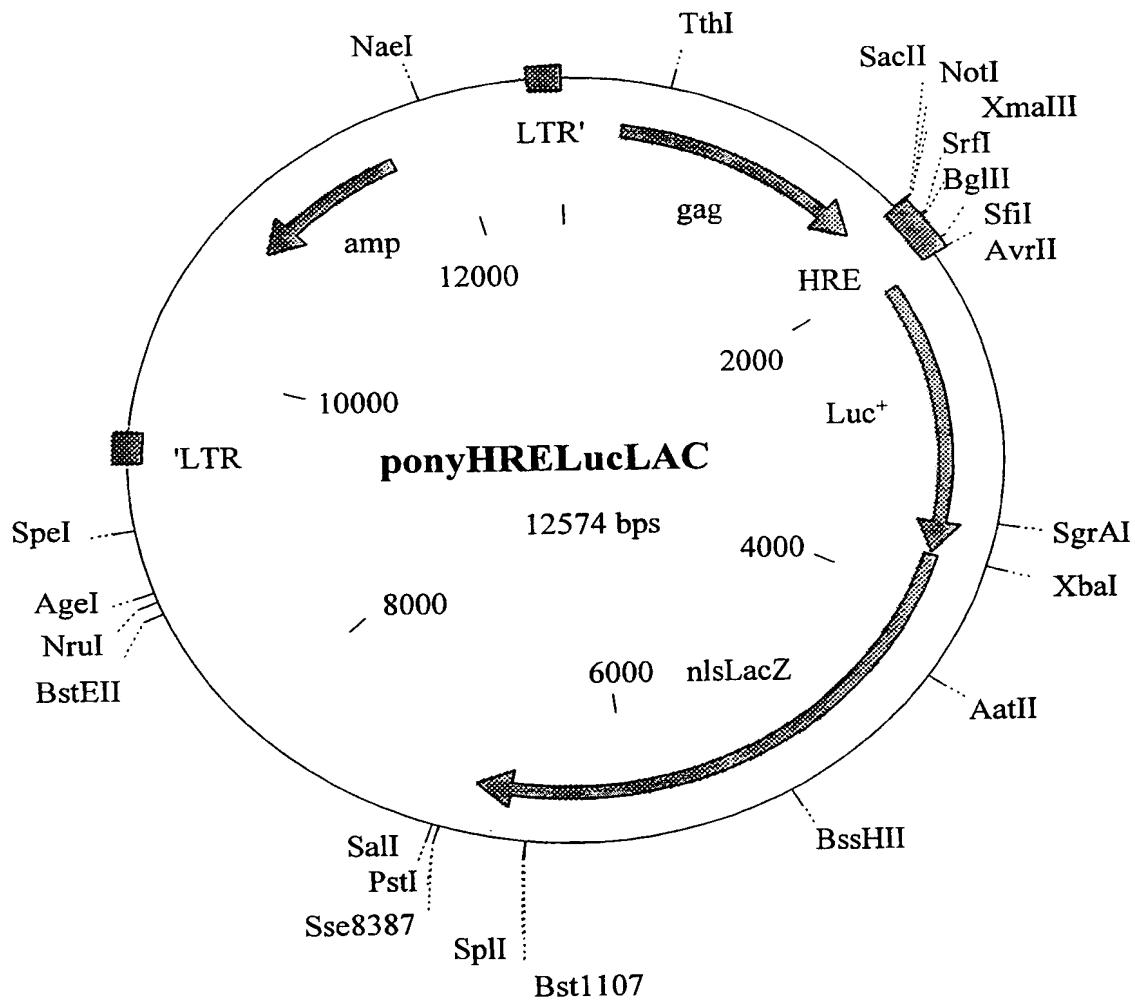 TthI
NaeI
SacII
NotI
XmaIII
SrfI
BglII
SfiI
AvrII
LTR'
gag
amp
12000
HRE
2000
10000
Luc+
'LTR
ponyHRELucLAC
12574 bps
SpeI
SgrAI
4000
XbaI
AgeI
8000
NruI
BstEII
6000
nlsLacZ
AatII
BssHII
SalI
PstI
Sse8387
SplI
Bst1107